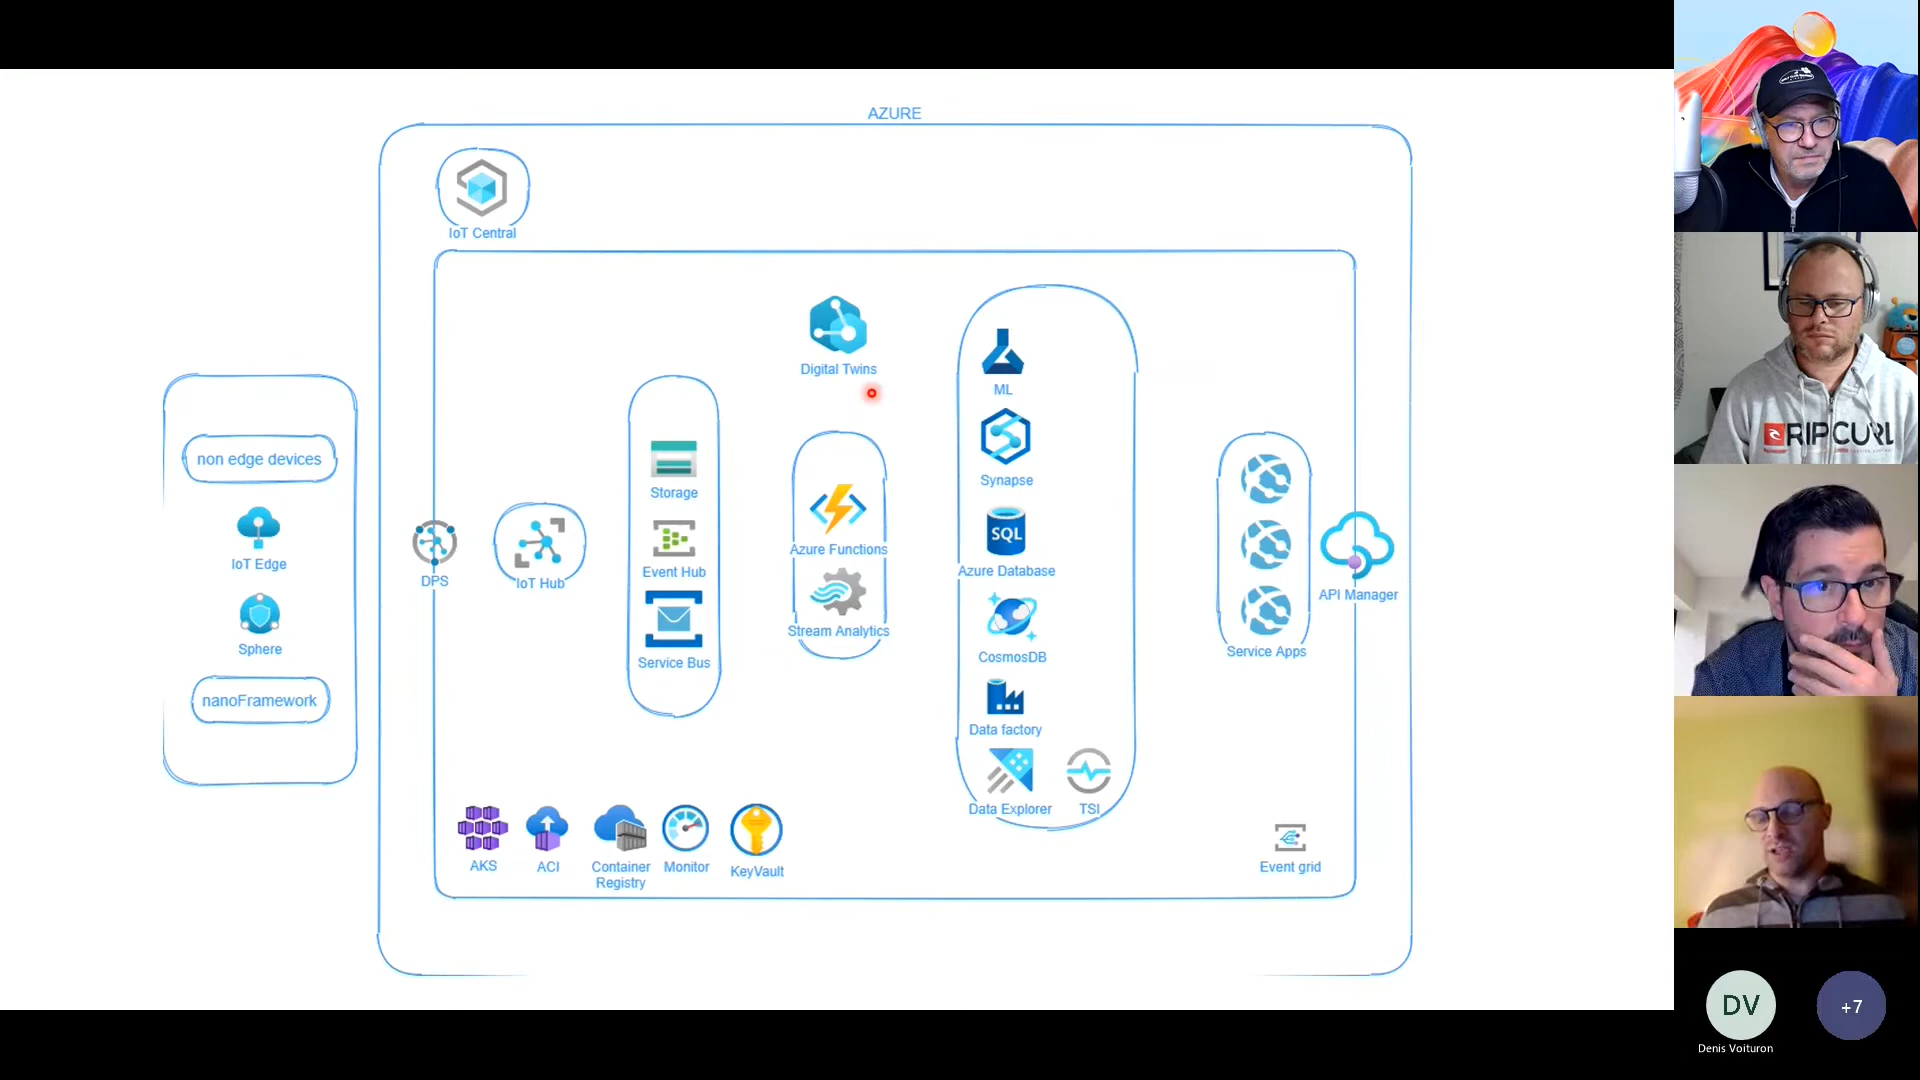 AZURE
IoT Central
non edge devices
IoT Edge
Sphere
nanoFramework
DPS
IoT Hub
Storage
Event Hub
Service Bus
Digital Twins
Azure Functions
Stream Analytics
ML
Synapse
SQL
Azure Database
CosmosDB
Data factory
Data Explorer
TSI
Service Apps
API Manager
AKS
ACI
Container
Registry
Monitor
KeyVault
Event grid
RIP CURL
DV
Denis Voituron
+7